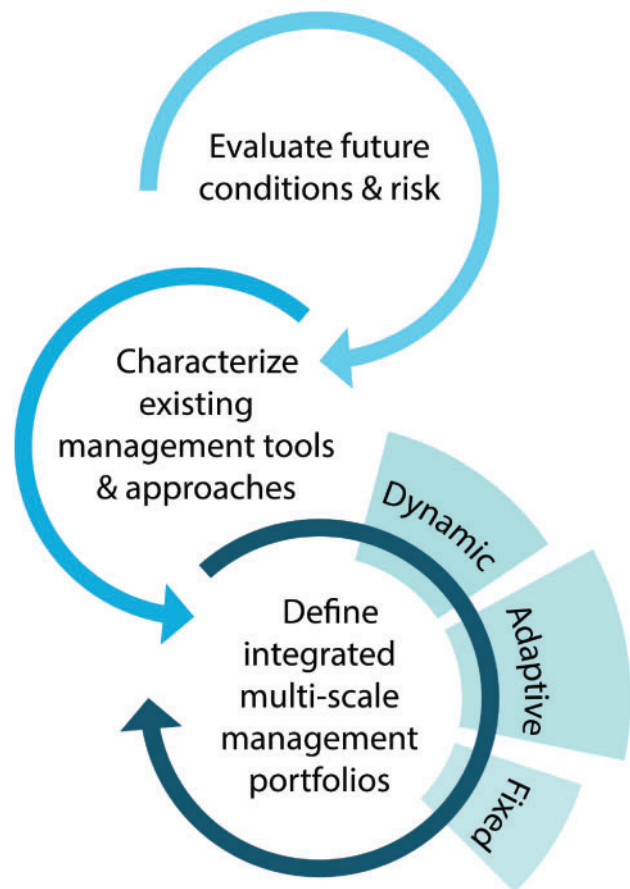 Evaluate future
conditions & risk
Characterize
existing
management tools
& approaches
Dynamic
Adaptive
Fixed
Define
integrated
multi-scale
management
portfolios